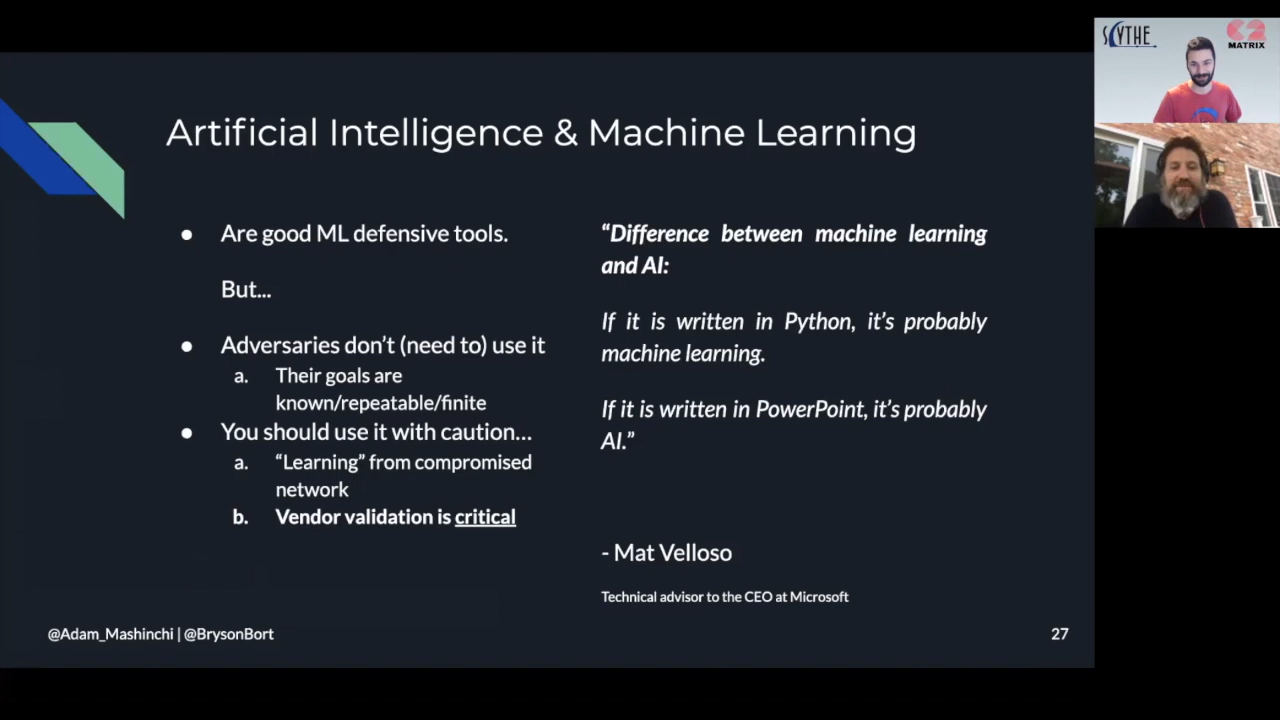 Artificial Intelligence & Machine Learning
● Are good ML defensive tools.
But...
● Adversaries don’t (need to) use it
a. Their goals are
known/repeatable/finite
● You should use it with caution...
a. “Learning” from compromised
network
b. Vendor validation is critical
“Difference between machine learning
and AI:
If it is written in Python, it’s probably
machine learning.
If it is written in PowerPoint, it’s probably
AI.”
- Mat Velloso
Technical advisor to the CEO at Microsoft
@Adam_Mashinchi | @BrysonBort
27
SCYTHE
C2
MATRIX